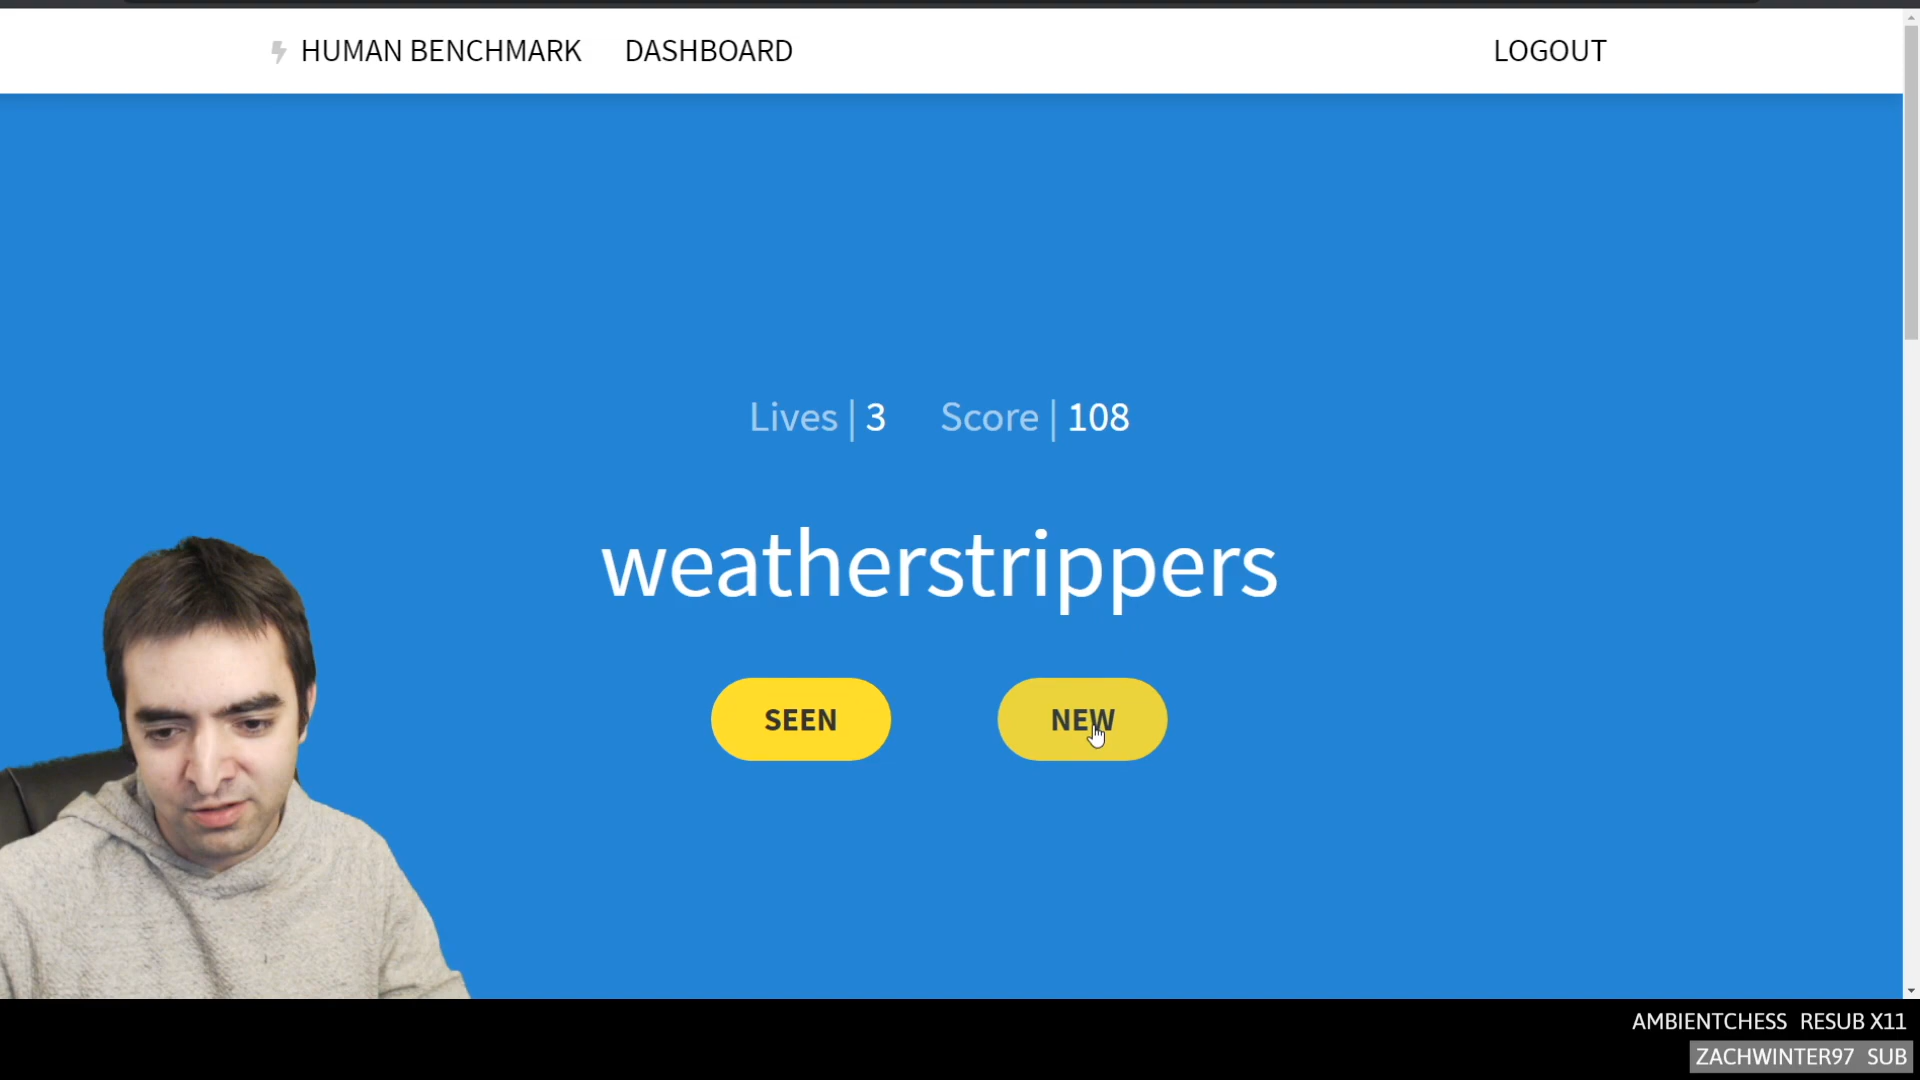 HUMAN BENCHMARK DASHBOARD LOGOUT
Lives | 3 Score | 108
weatherstrippers
SEEN NEW
AMBIENTCHESS RESUB X11
ZACHWINTER97 SUB